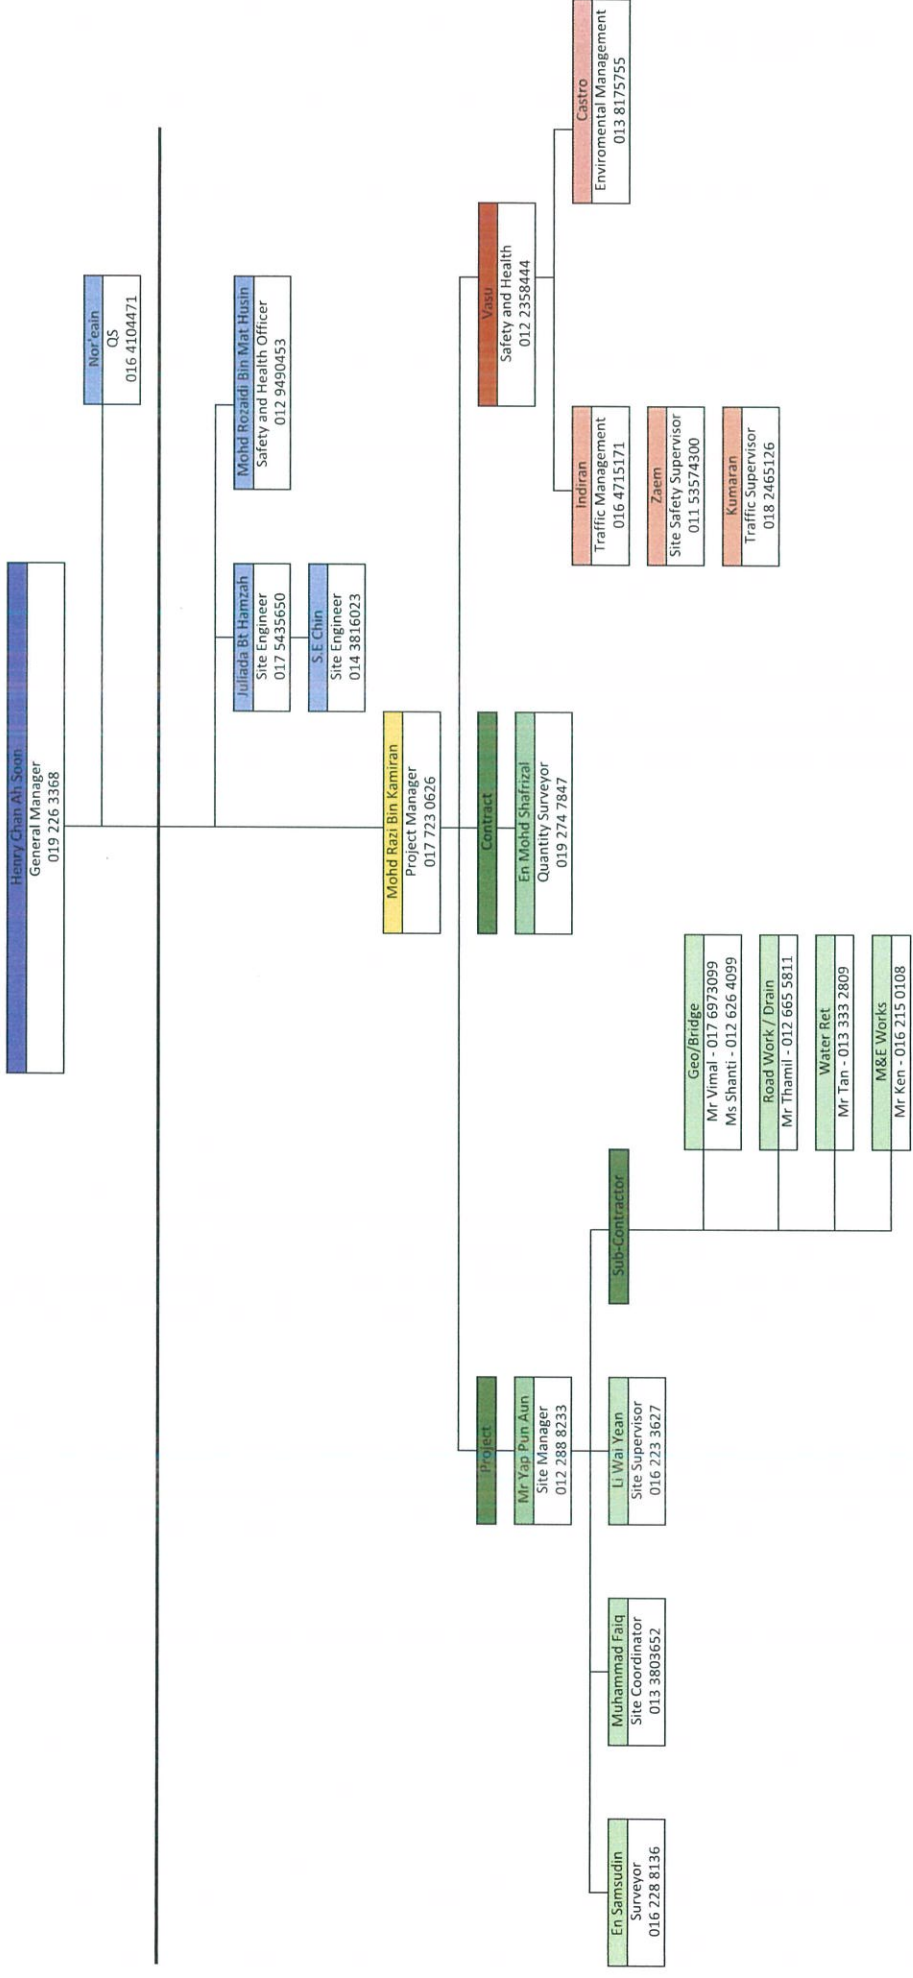 Henry Chan Ah Soon
General Manager
019 226 3368
Nor'eain
QS
016 4104471
Juliada Bt Hamzah
Site Engineer
017 5435650
S.E Chin
Site Engineer
014 3816023
Mohd Rozaidi Bin Mat Husin
Safety and Health Officer
012 9490453
Mohd Razi Bin Kamiran
Project Manager
017 723 0626
Project
Mr Yap Pun Aun
Site Manager
012 288 8233
En Samsudin
Surveyor
016 228 8136
Muhammad Faiq
Site Coordinator
013 3803652
Li Wai Yean
Site Supervisor
016 223 3627
Sub-Contractor
Geo/Bridge
Mr Vimal - 017 6973099
Ms Shanti - 012 626 4099
Road Work / Drain
Mr Thamil - 012 665 5811
Water Ret
Mr Tan - 013 333 2809
M&E Works
Mr Ken - 016 215 0108
Contract
En Mohd Shafrizal
Quantity Surveyor
019 274 7847
Vasu
Safety and Health
012 2358444
Indiran
Traffic Management
016 4715171
Zaem
Site Safety Supervisor
011 53574300
Kumaran
Traffic Supervisor
018 2465126
Castro
Enviromental Management
013 8175755